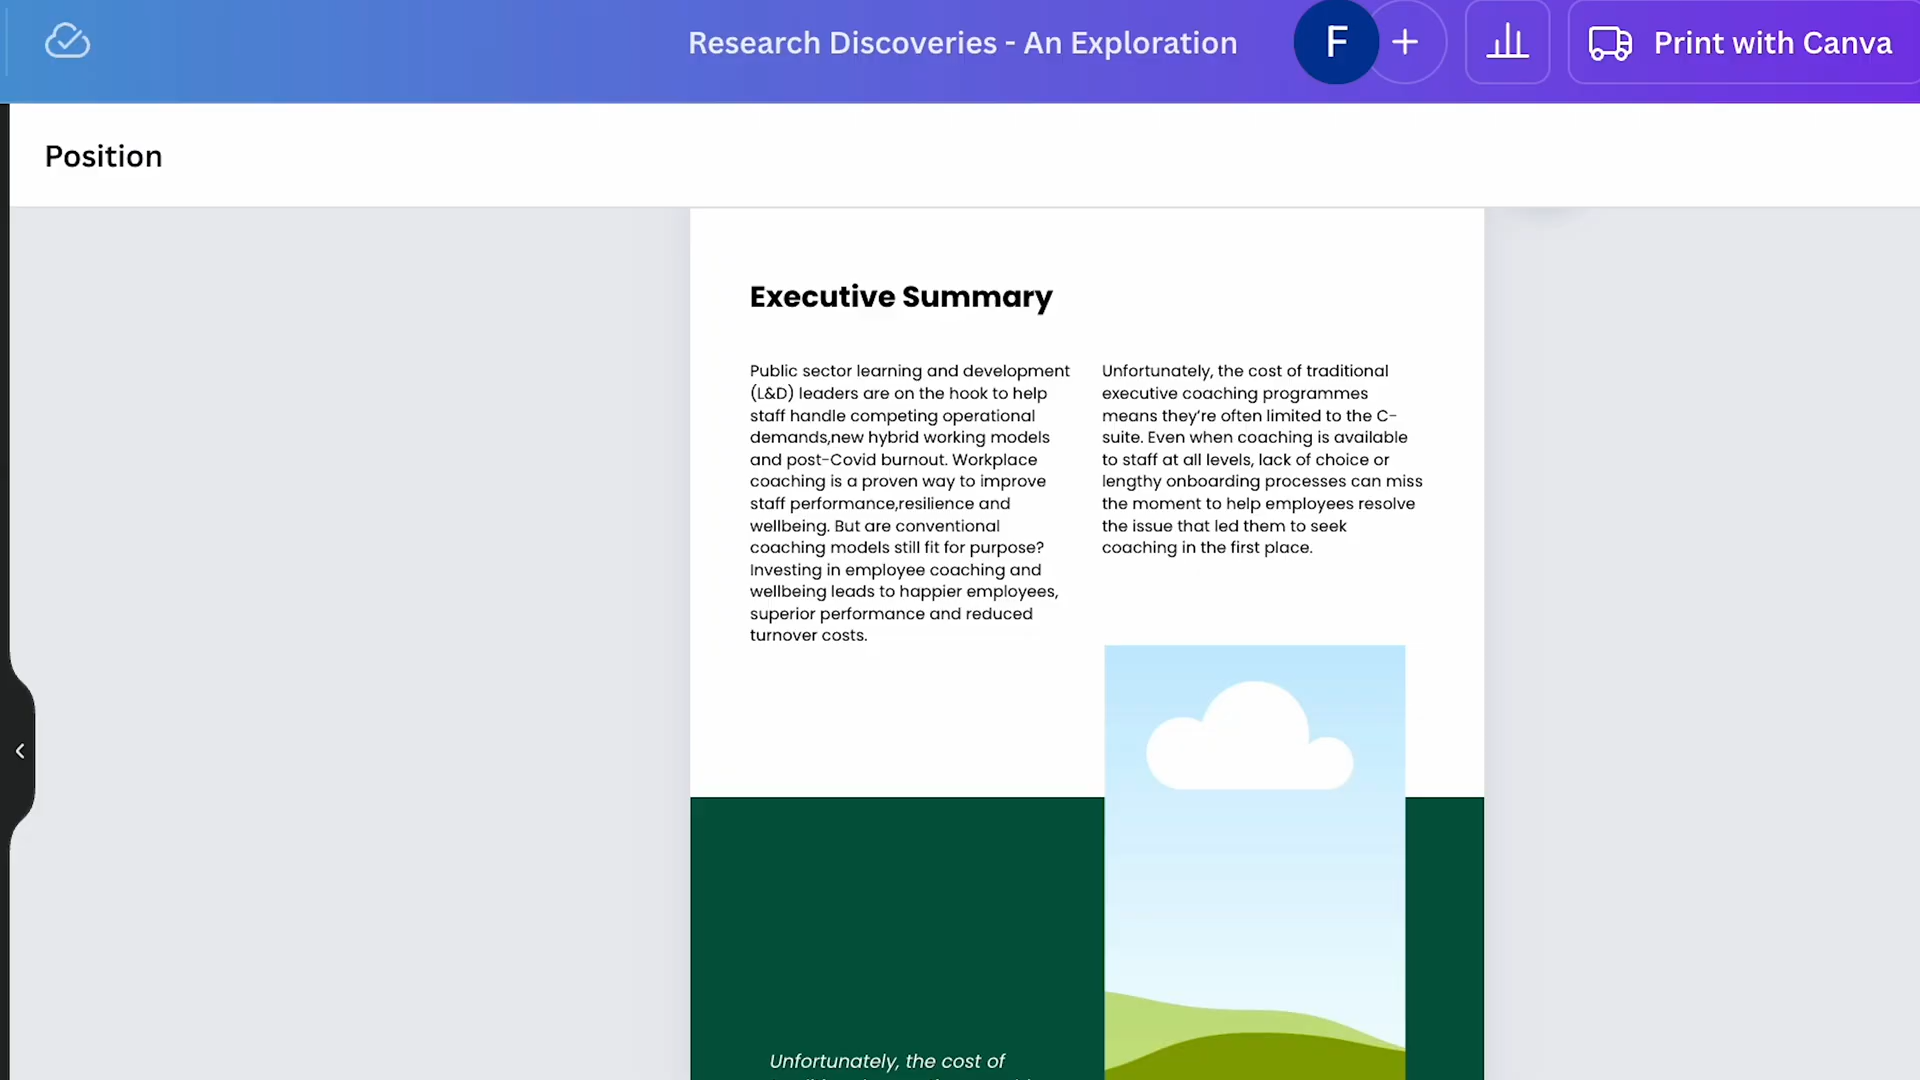 Research Discoveries - An Exploration
F
Print with Canva
Position
Executive Summary
Public sector learning and development
(L&D) leaders are on the hook to help
staff handle competing operational
demands,new hybrid working models
and post-Covid burnout. Workplace
coaching is a proven way to improve
staff performance,resilience and
wellbeing. But are conventional
coaching models still fit for purpose?
Investing in employee coaching and
wellbeing leads to happier employees,
superior performance and reduced
turnover costs.
Unfortunately, the cost of traditional
executive coaching programmes
means they're often limited to the C-
suite. Even when coaching is available
to staff at all levels, lack of choice or
lengthy onboarding processes can miss
the moment to help employees resolve
the issue that led them to seek
coaching in the first place.
Unfortunately, the cost of